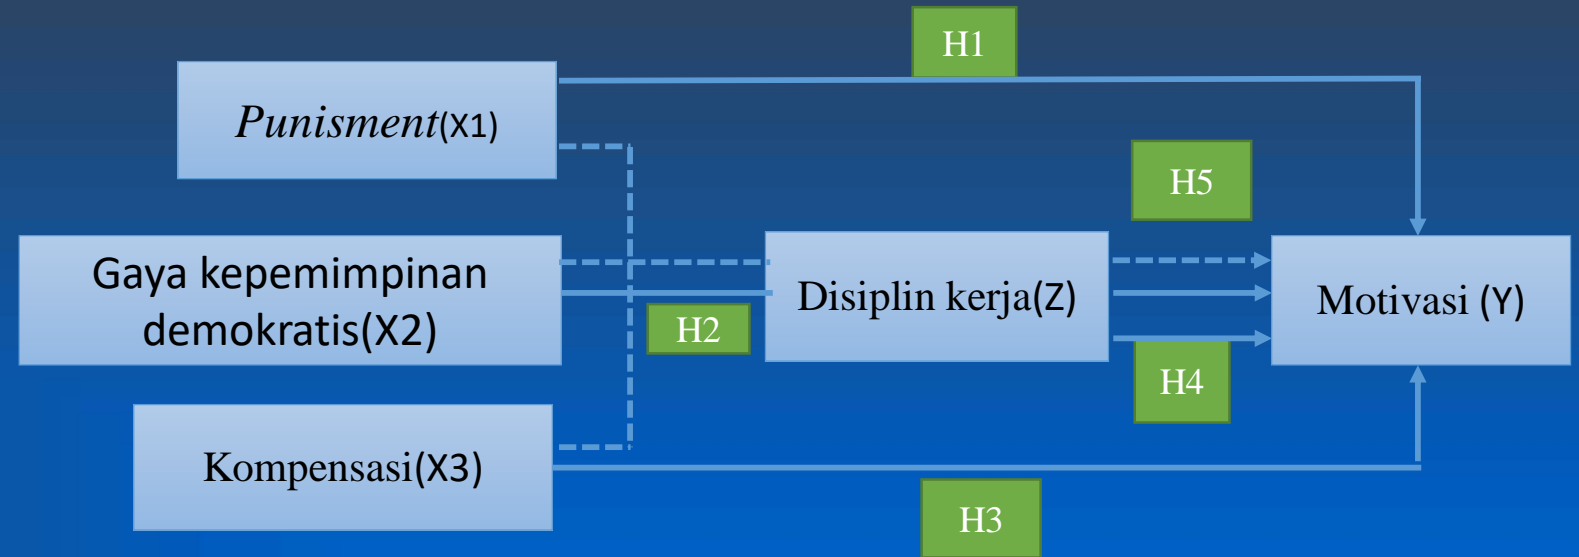 H1
Punisment(X1)
H5
Gaya kepemimpinan
demokratis(X2)
Disiplin kerja(Z)
Motivasi (Y)
H2
H4
Kompensasi(X3)
H3